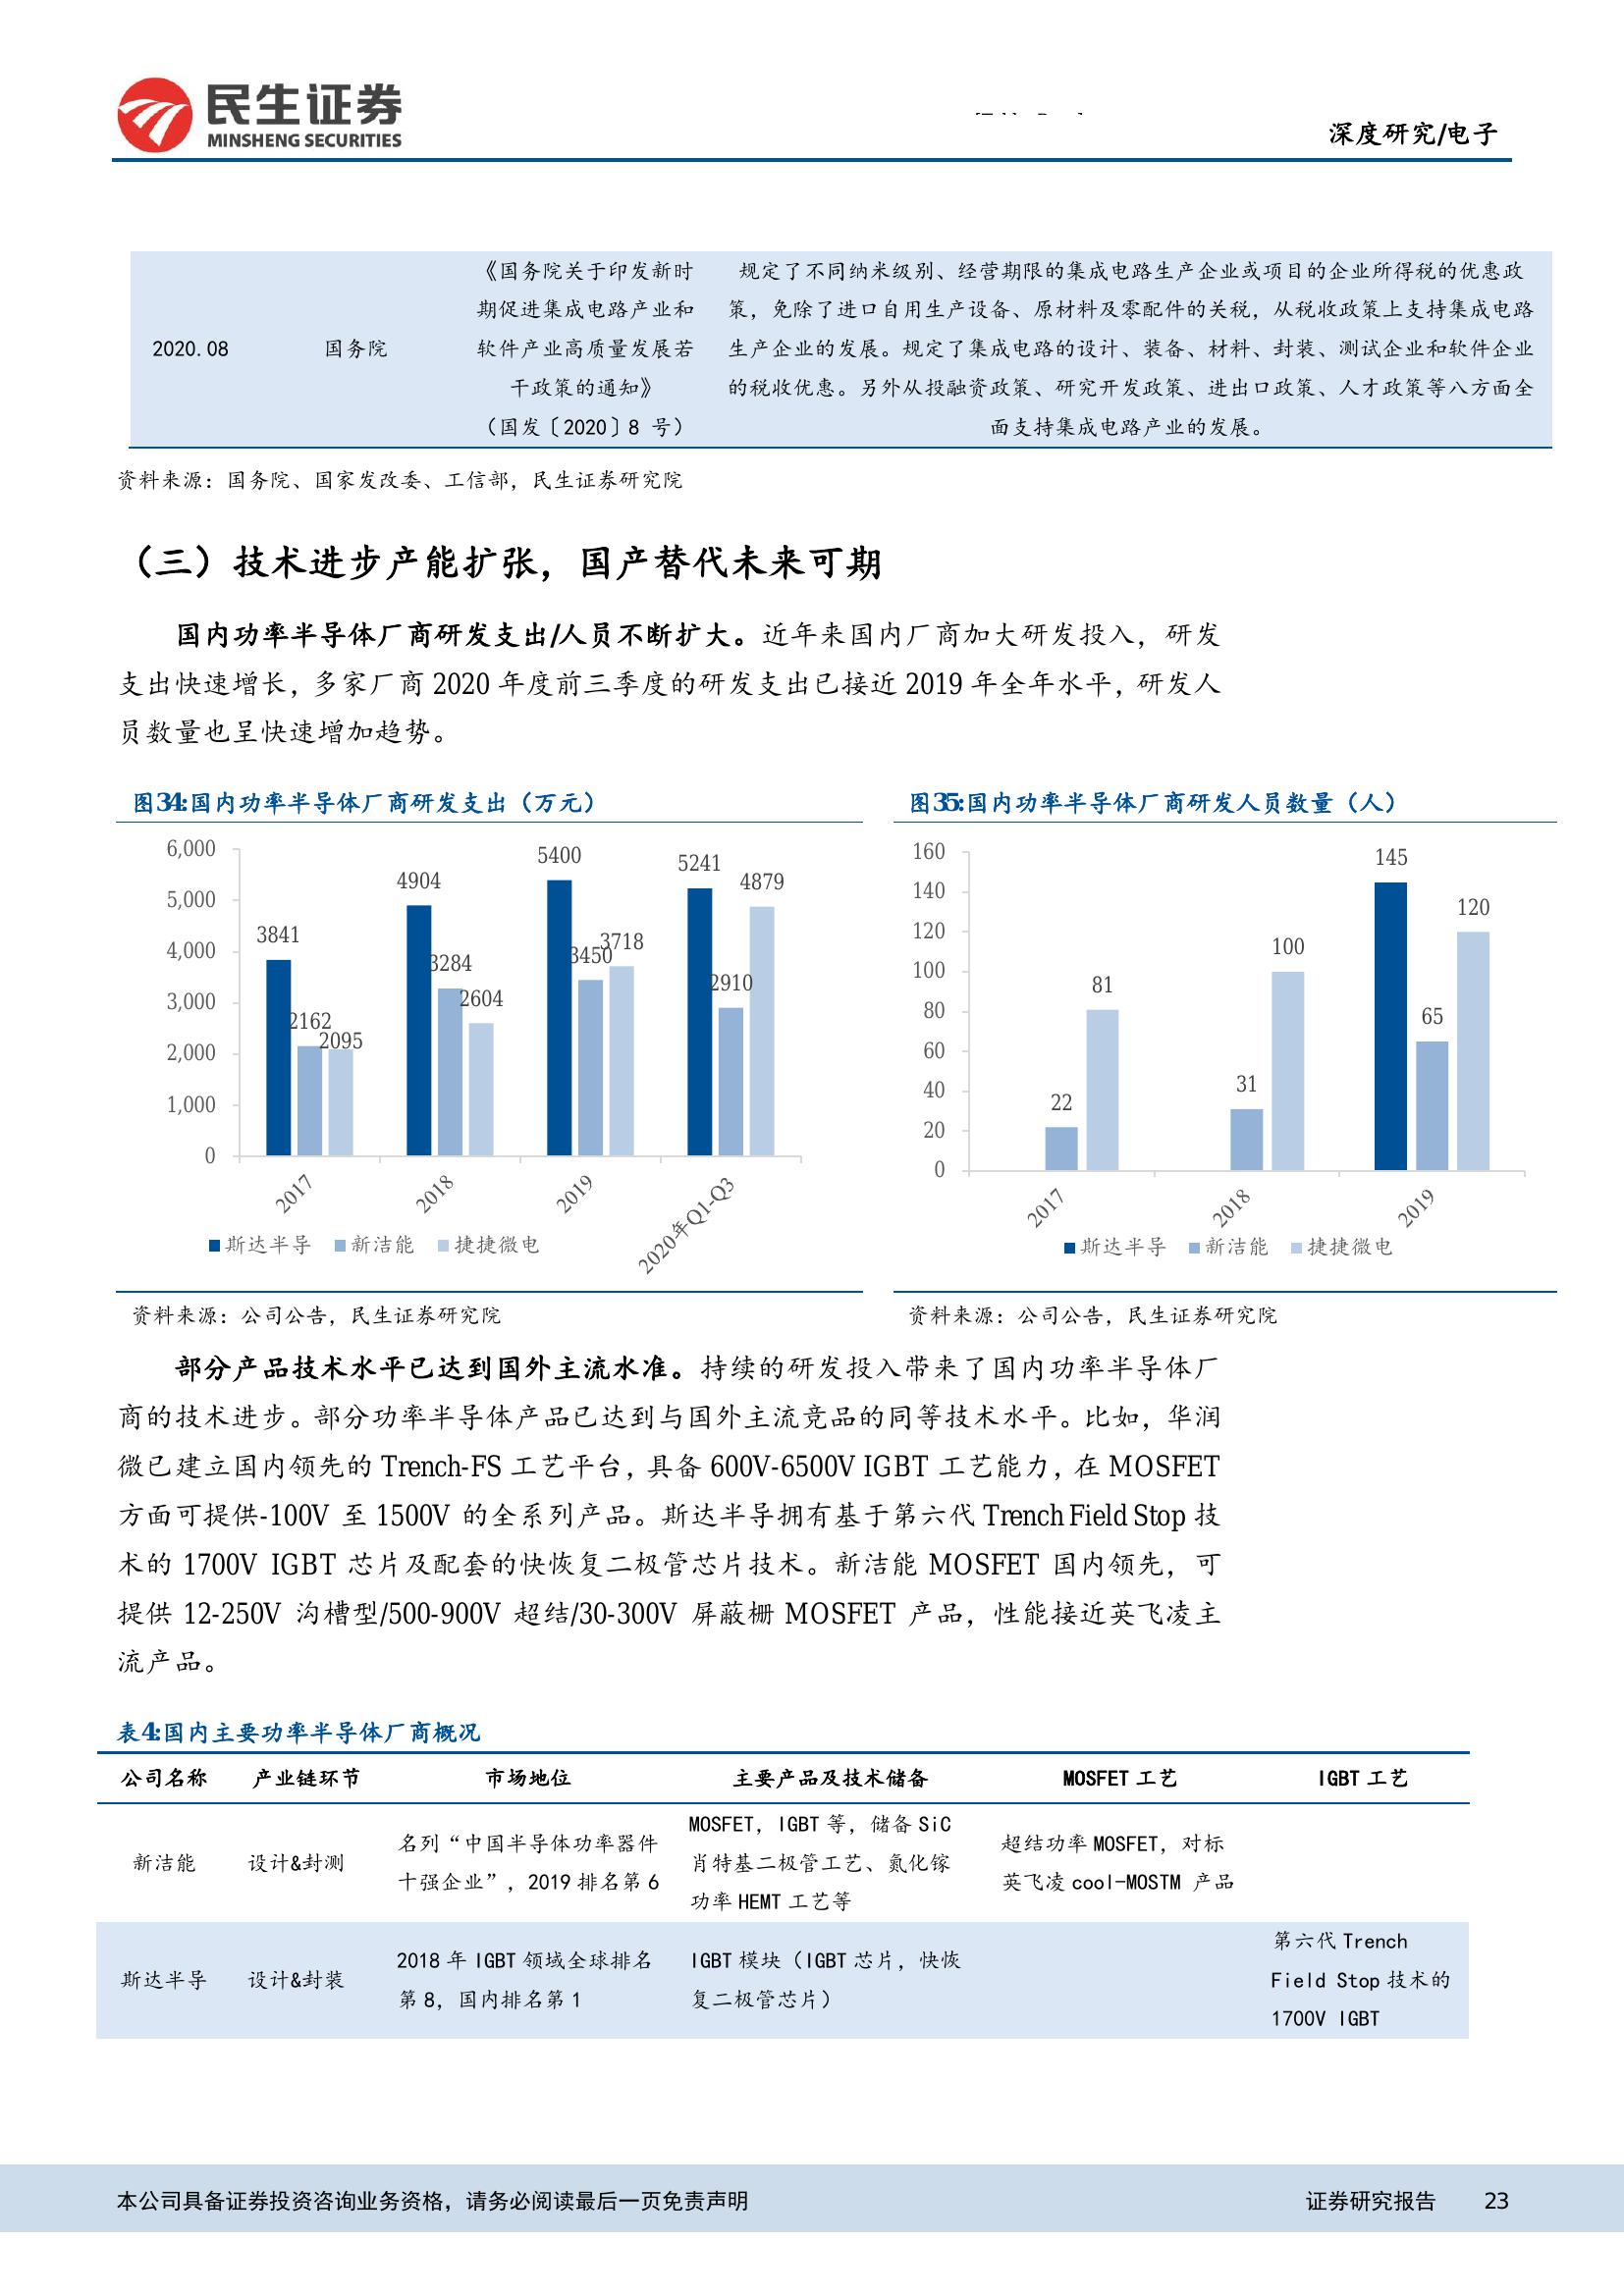 民生证券
MINSHENG SECURITIES
深度研究/电子
2020.08
国务院
《国务院关于印发新时
期促进集成电路产业和
软件产业高质量发展若
干政策的通知》
（国发〔2020〕8 号）
规定了不同纳米级别、经营期限的集成电路生产企业或项目的企业所得税的优惠政
策，免除了进口自用生产设备、原材料及零配件的关税，从税收政策上支持集成电路
生产企业的发展。规定了集成电路的设计、装备、材料、封装、测试企业和软件企业
的税收优惠。另外从投融资政策、研究开发政策、进出口政策、人才政策等八方面全
面支持集成电路产业的发展。
资料来源：国务院、国家发改委、工信部，民生证券研究院
（三）技术进步产能扩张，国产替代未来可期
国内功率半导体厂商研发支出/人员不断扩大。近年来国内厂商加大研发投入，研发
支出快速增长，多家厂商 2020 年度前三季度的研发支出已接近 2019 年全年水平，研发人
员数量也呈快速增加趋势。
图34:国内功率半导体厂商研发支出（万元）
6,000
5,000
4,000
3,000
2,000
1,000
0
3841
2162
2095
4904
3284
2604
5400
3450
3718
5241
2910
4879
2017
2018
2019
2020年Q1-Q3
斯达半导 新洁能 捷捷微电
资料来源：公司公告，民生证券研究院
图35:国内功率半导体厂商研发人员数量（人）
160
140
120
100
80
60
40
20
0
22
81
31
100
145
65
120
2017
2018
2019
斯达半导 新洁能 捷捷微电
资料来源：公司公告，民生证券研究院
部分产品技术水平已达到国外主流水准。持续的研发投入带来了国内功率半导体厂
商的技术进步。部分功率半导体产品已达到与国外主流竞品的同等技术水平。比如，华润
微已建立国内领先的 Trench-FS 工艺平台，具备 600V-6500V IGBT 工艺能力，在 MOSFET
方面可提供-100V 至 1500V 的全系列产品。斯达半导拥有基于第六代 Trench Field Stop 技
术的 1700V IGBT 芯片及配套的快恢复二极管芯片技术。新洁能 MOSFET 国内领先，可
提供 12-250V 沟槽型/500-900V 超结/30-300V 屏蔽栅 MOSFET 产品，性能接近英飞凌主
流产品。
表4:国内主要功率半导体厂商概况
公司名称 产业链环节 市场地位 主要产品及技术储备 MOSFET 工艺 IGBT 工艺
新洁能
设计&封测
名列“中国半导体功率器件
十强企业”，2019 排名第 6
MOSFET，IGBT 等，储备 SiC
肖特基二极管工艺、氮化镓
功率 HEMT 工艺等
超结功率 MOSFET，对标
英飞凌 cool-MOSTM 产品
斯达半导
设计&封装
2018 年 IGBT 领域全球排名
第 8，国内排名第 1
IGBT 模块（IGBT 芯片，快恢
复二极管芯片）
第六代 Trench
Field Stop 技术的
1700V IGBT
本公司具备证券投资咨询业务资格，请务必阅读最后一页免责声明
证券研究报告 23